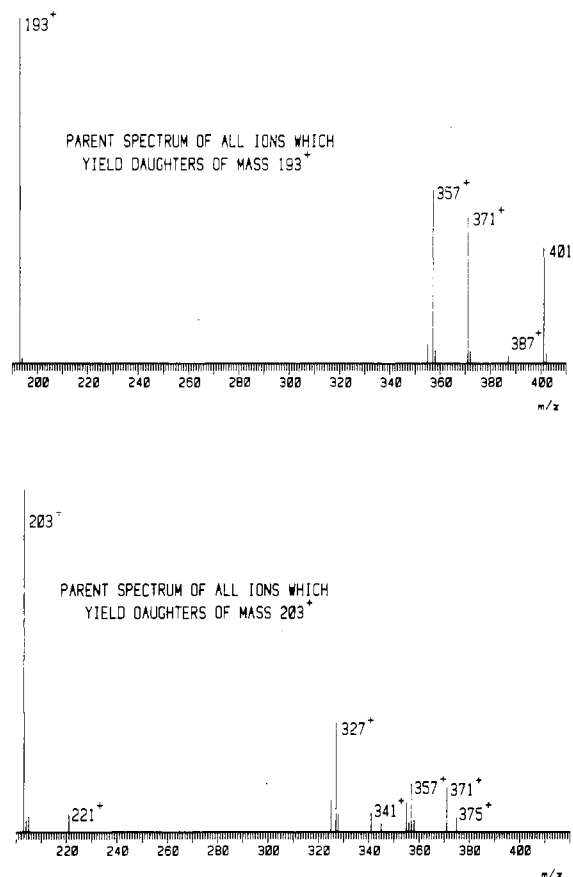 193+
PARENT SPECTRUM OF ALL IONS WHICH
YIELD DAUGHTERS OF MASS 193+
357+
371+
401
387+
200 220 240 260 280 300 320 340 360 380 400
m/z
203+
PARENT SPECTRUM OF ALL IONS WHICH
YIELD DAUGHTERS OF MASS 203+
327+
357+
371+
221+
341+
375+
220 240 260 280 300 320 340 360 380 400
m/z